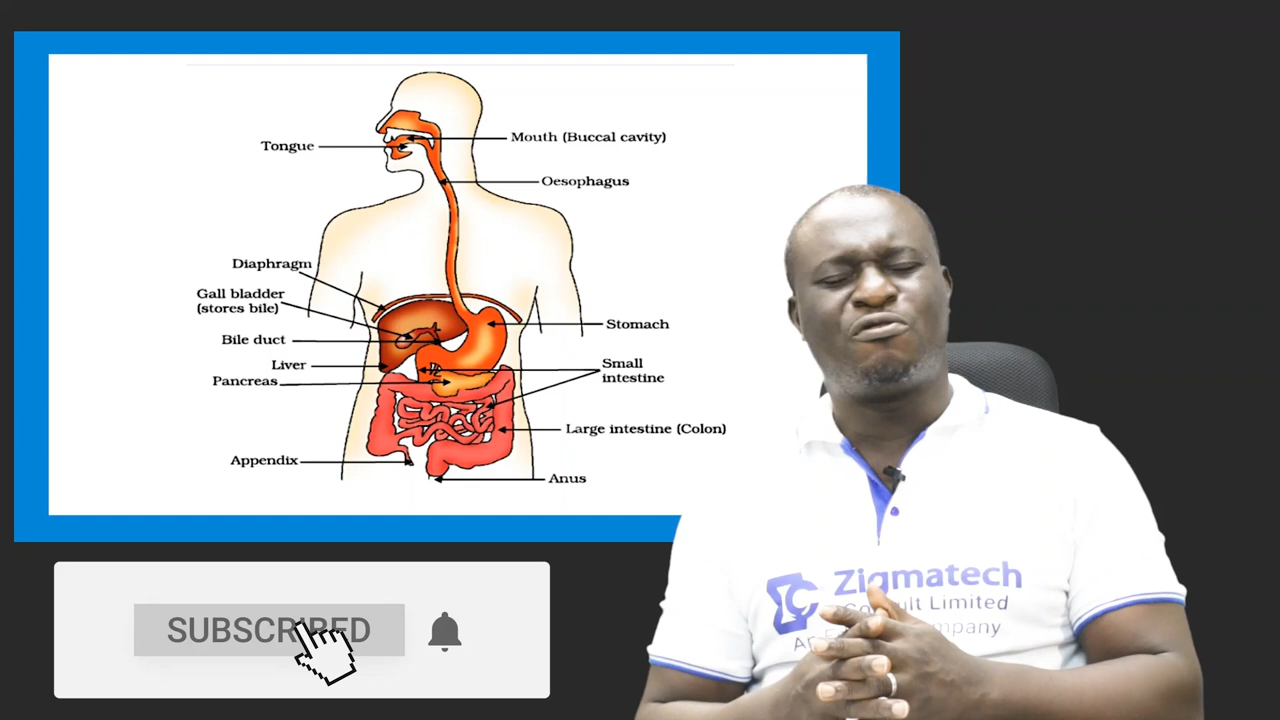 Mouth (Buccal cavity)
Tongue
Oesophagus
Diaphragm
Gall bladder
(stores bile)
Stomach
Bile duct
Liver
Small
intestine
Pancreas
Large intestine (Colon)
Appendix
Anus
SUBSCRIBED
Zigmatech
Limited